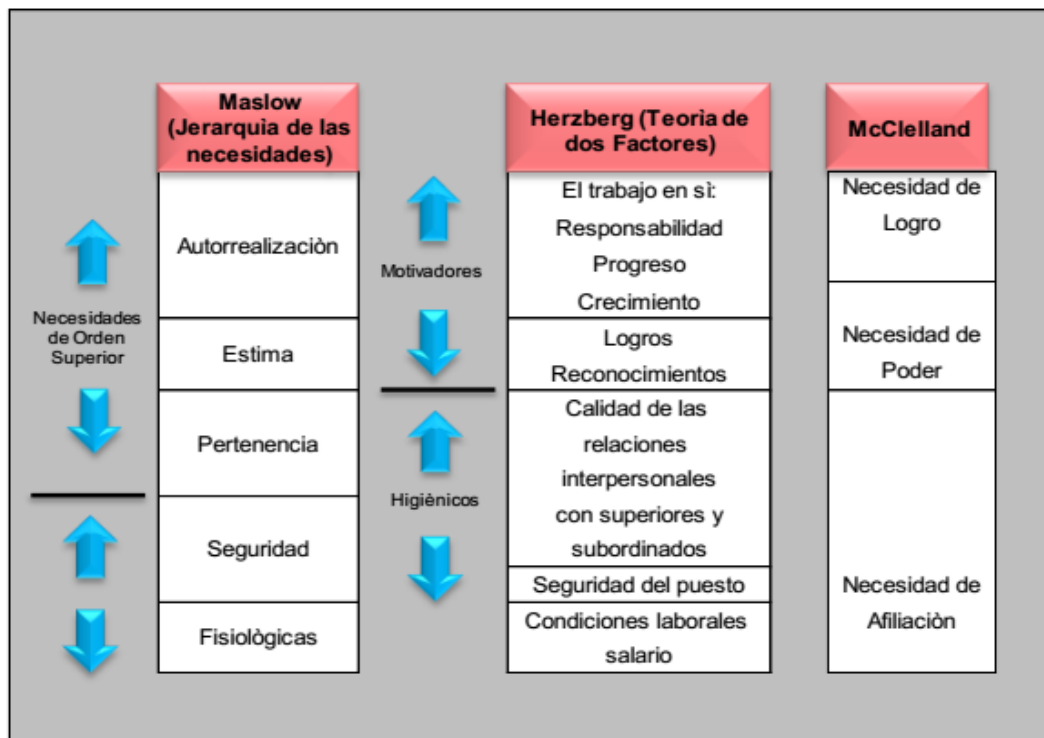 Maslow
(Jerarquìa de las
necesidades)
Herzberg (Teorìa de
dos Factores)
McClelland
Necesidades
de Orden
Superior
Autorrealizaciòn
Estima
Pertenencia
Seguridad
Fisiològicas
Motivadores
Higiènicos
El trabajo en sì:
Responsabilidad
Progreso
Crecimiento
Logros
Reconocimientos
Calidad de las
relaciones
interpersonales
con superiores y
subordinados
Seguridad del puesto
Condiciones laborales
salario
Necesidad de
Logro
Necesidad de
Poder
Necesidad de
Afiliaciòn